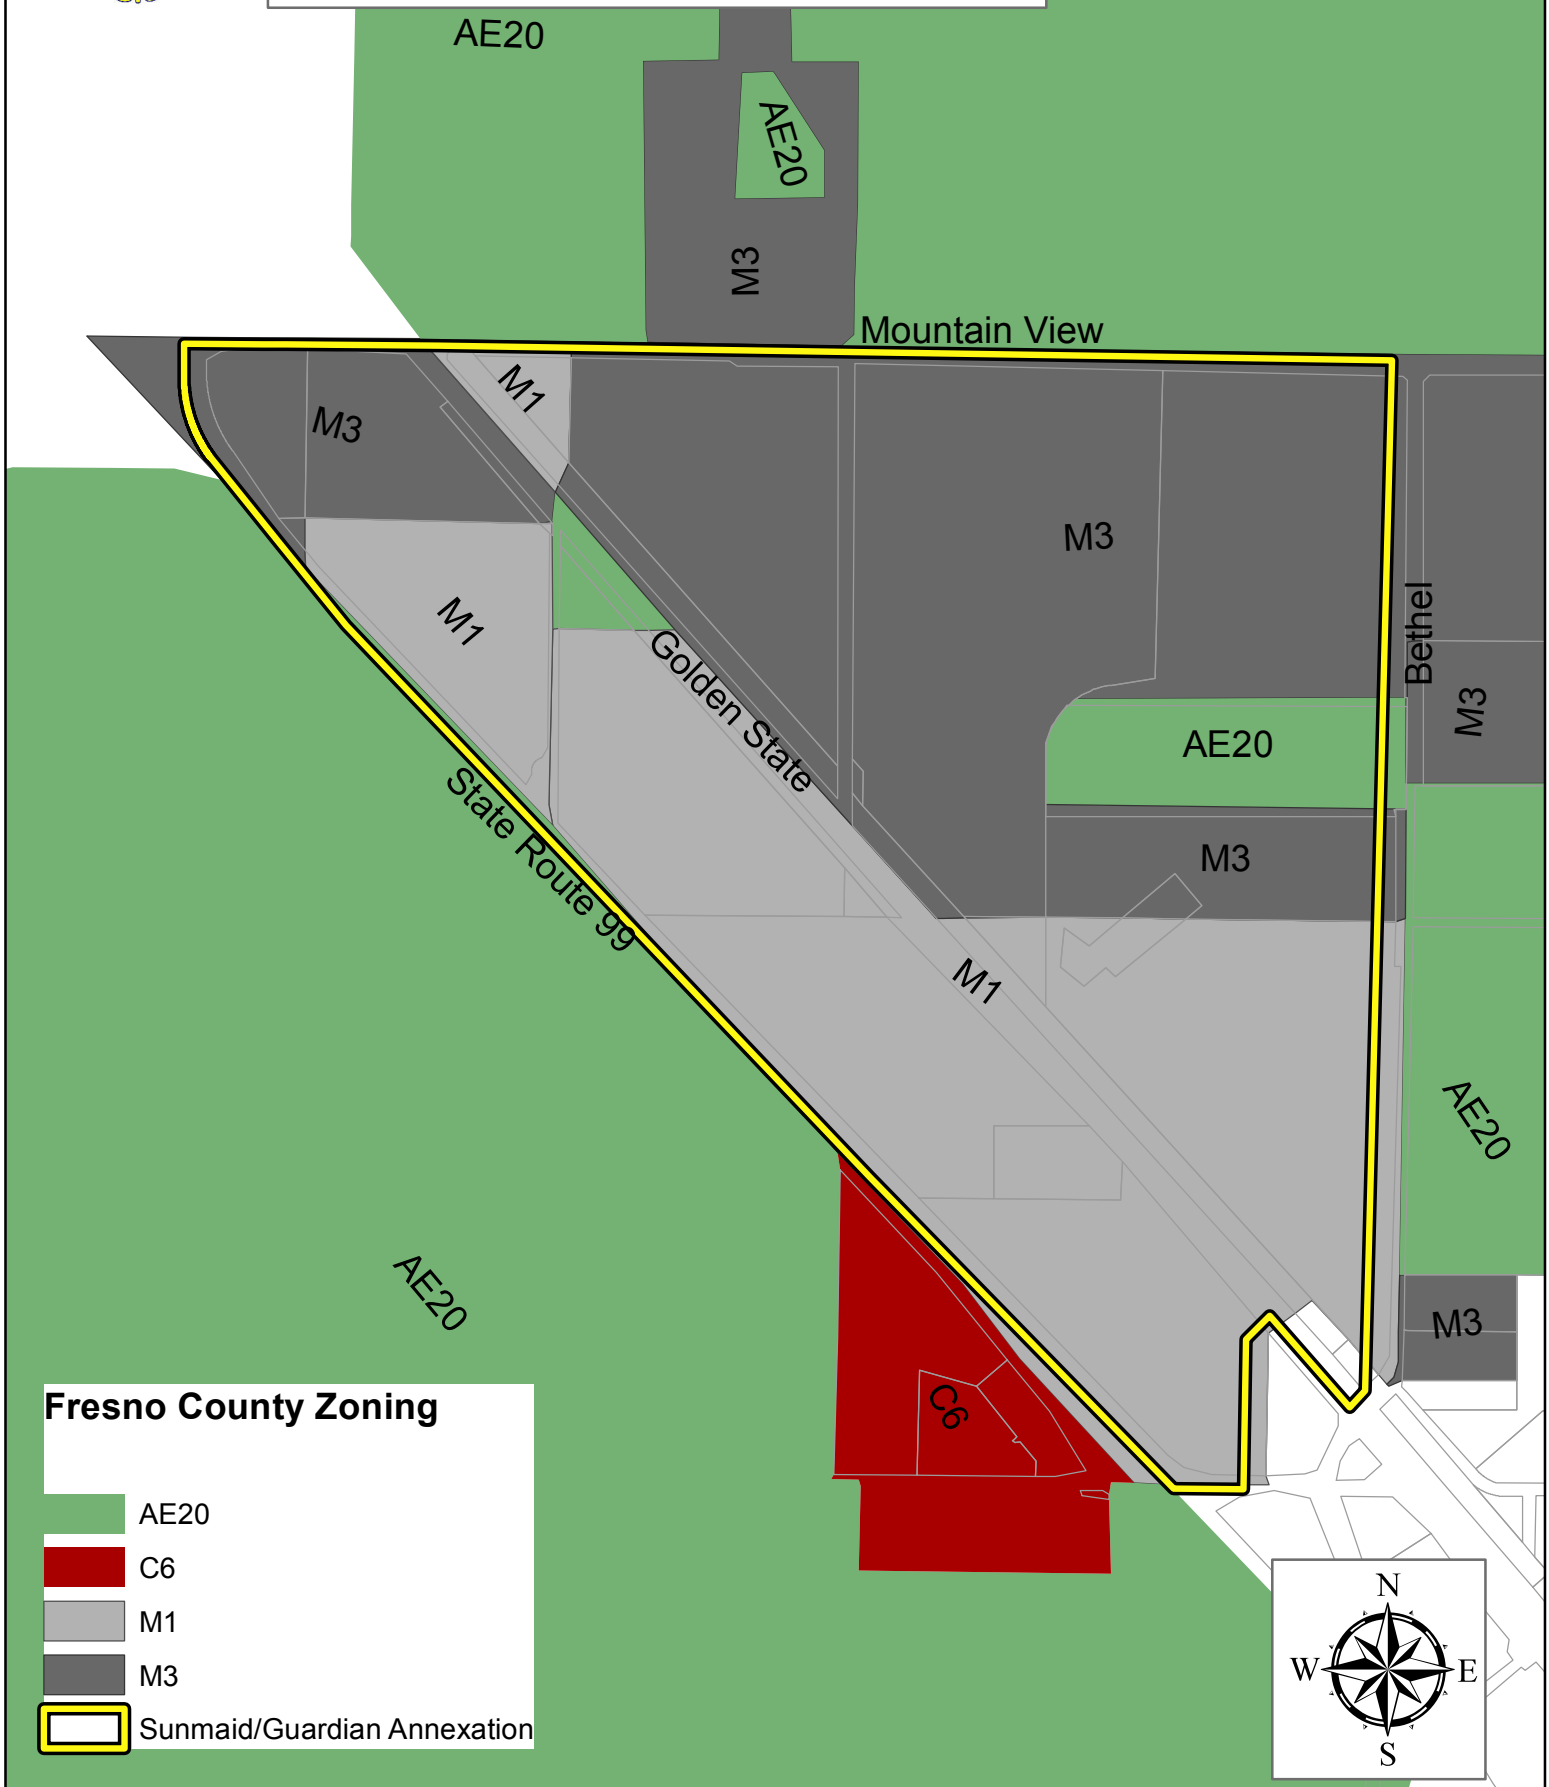 AE20
AE20
M3
Mountain View
M1
M3
M3
Bethel
M1
Golden State
M3
AE20
State Route 99
M3
M1
AE20
AE20
M3
C6
Fresno County Zoning
AE20
C6
M1
M3
Sunmaid/Guardian Annexation
N
W
E
S